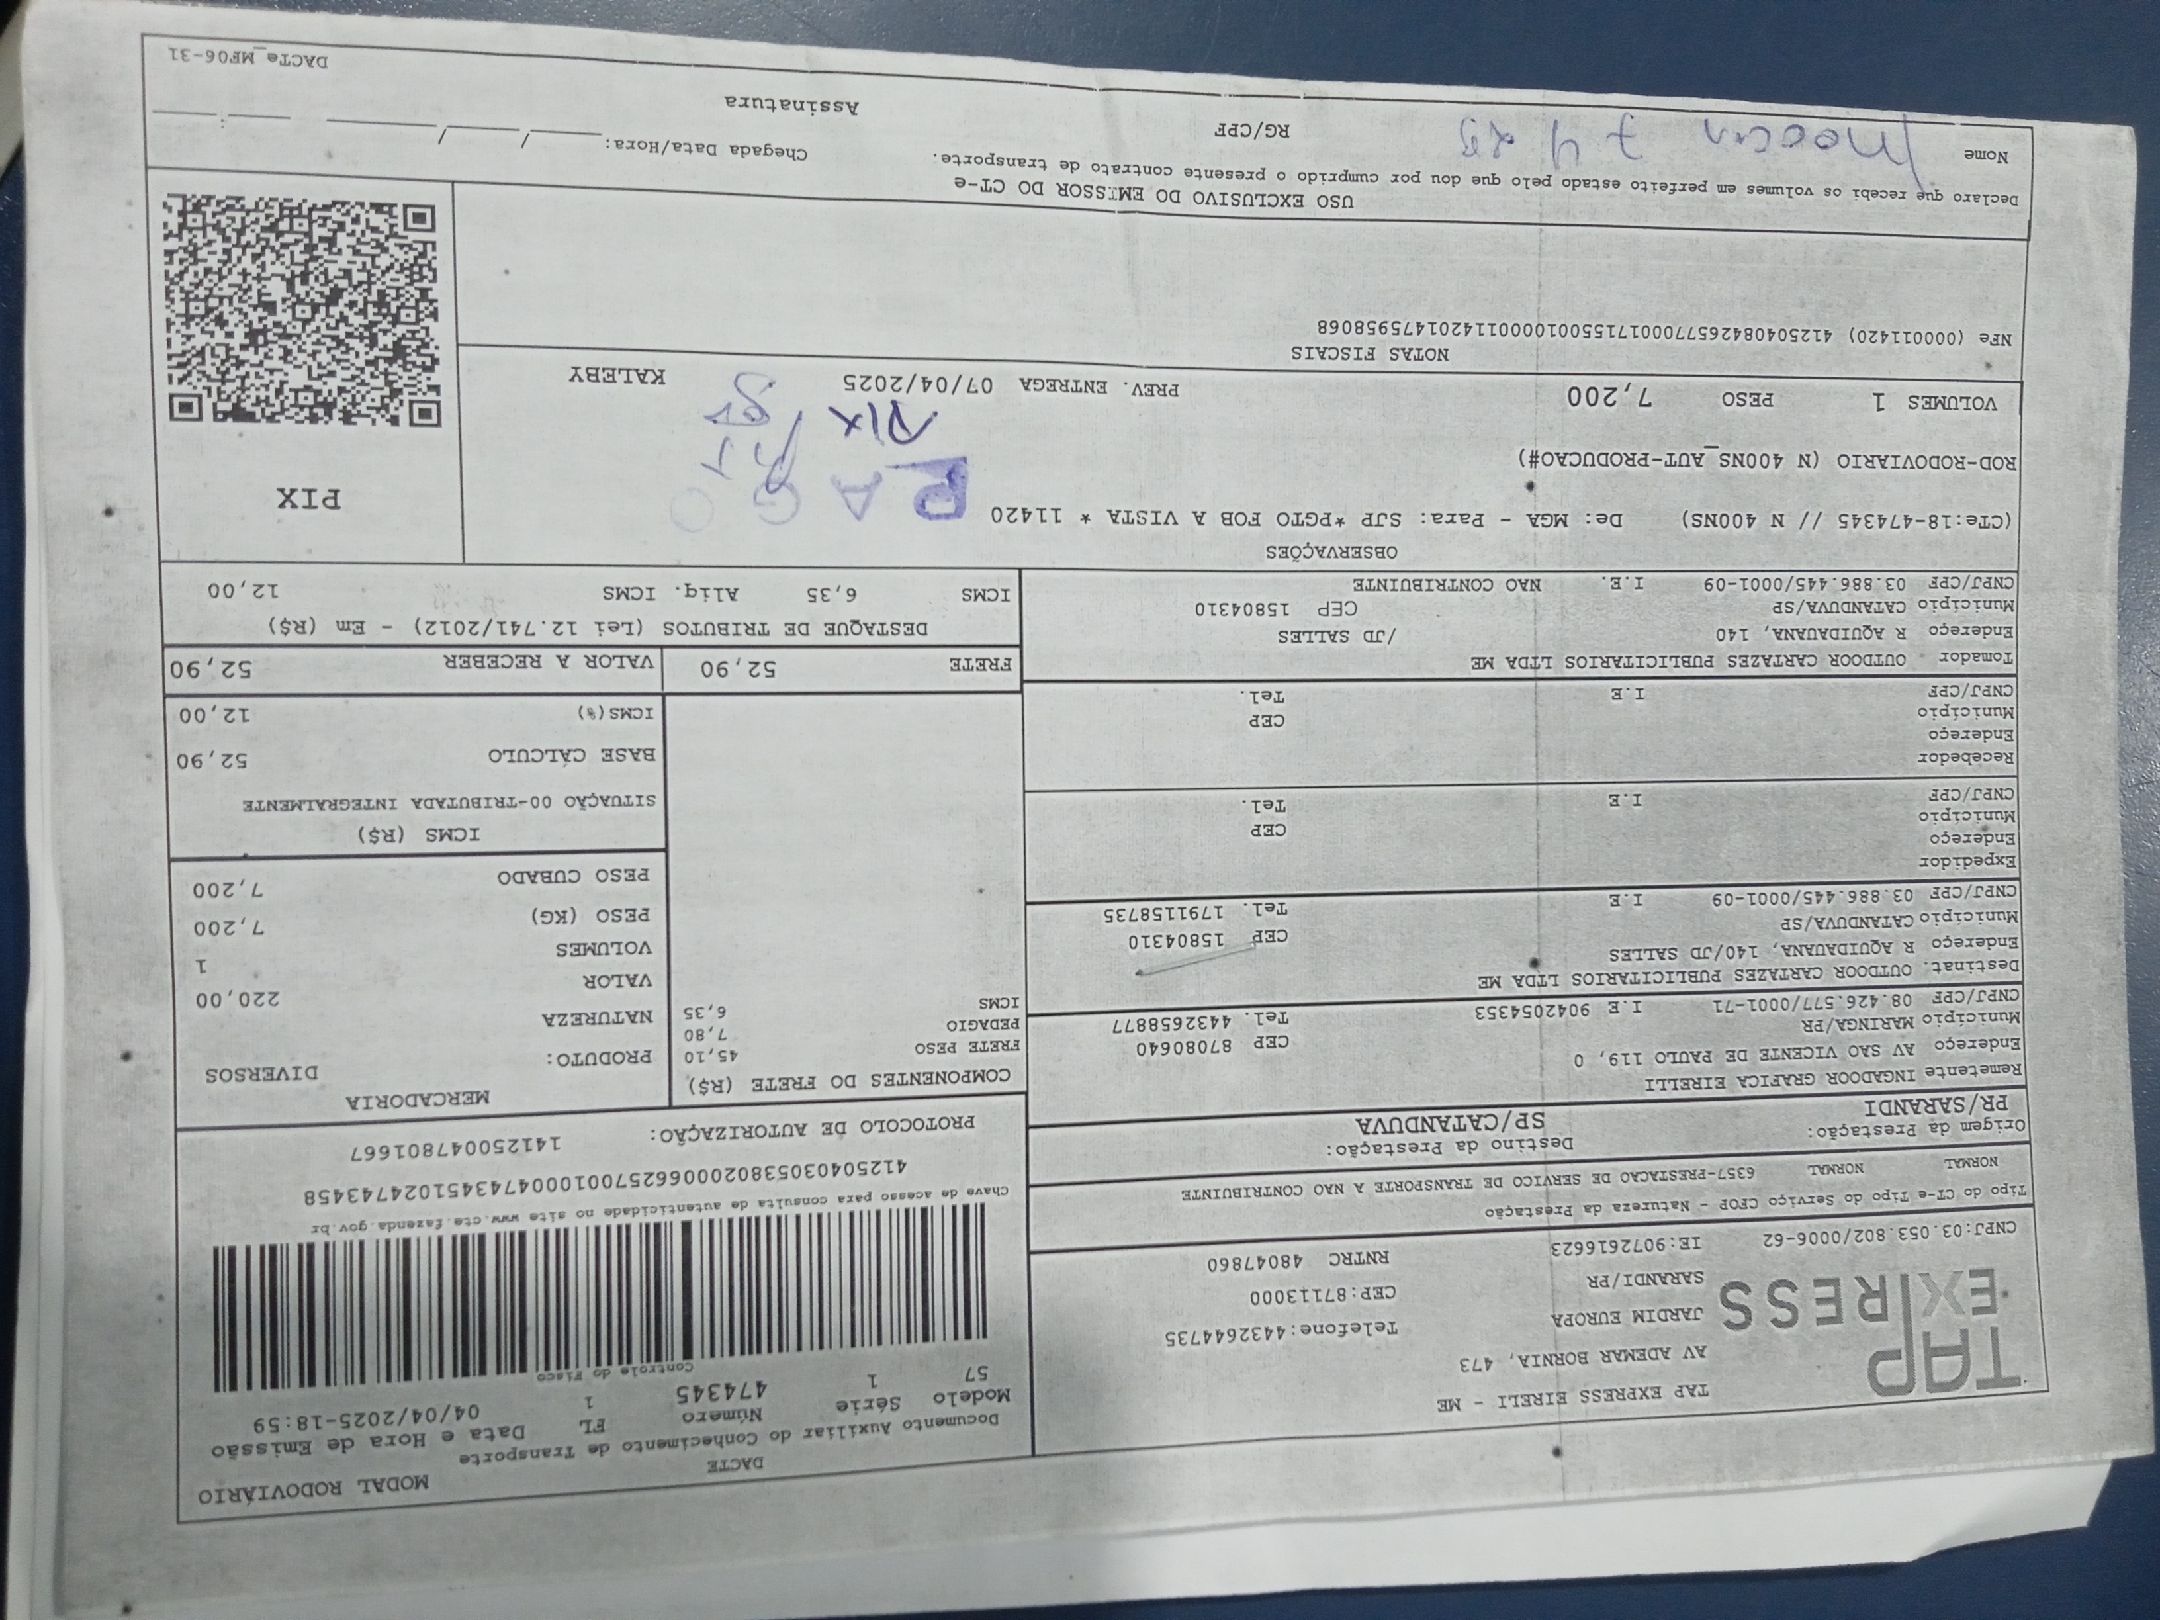 TAP
EXPRESS
TAP EXPRESS EIRELI - ME
AV ADEMAR BORNIA, 473
JARDIM EUROPA
Telefone:4432644735
SARANDI/PR
CEP:87113000
CNPJ:03.053.802/0006-62 IE:9072616623 RNTRC 48047860
DACTE
MODAL RODOVIÁRIO
Documento Auxiliar do Conhecimento de Transporte
Modelo Série Número FL Data e Hora de Emissão
57 1 474345 1 04/04/2025-18:59
Controle do Fisco
Chave de acesso para consulta de autenticidade no site www.cte.fazenda.gov.br
41250403053802000662570010004743451024743458
PROTOCOLO DE AUTORIZAÇÃO: 141250047801667
Tipo do CT-e Tipo do Serviço CFOP - Natureza da Prestação
NORMAL NORMAL 6357-PRESTACAO DE SERVICO DE TRANSPORTE A NAO CONTRIBUINTE
Origem da Prestação: Destino da Prestação:
PR/SARANDI SP/CATANDUVA
Remetente INGADOOR GRAFICA EIRELLI
Endereço AV SAO VICENTE DE PAULO 119, 0
Município MARINGA/PR CEP 87080640
CNPJ/CPF 08.426.577/0001-71 I.E 9042054353 Tel. 4432658877
Destinat. OUTDOOR CARTAZES PUBLICITARIOS LTDA ME
Endereço R AQUIDAUANA, 140/JD SALLES
Município CATANDUVA/SP CEP 15804310
CNPJ/CPF 03.886.445/0001-09 I.E Tel. 1791158735
Expedidor
Endereço
Município CEP
CNPJ/CPF I.E Tel.
Recebedor
Endereço
Município CEP
CNPJ/CPF I.E Tel.
Tomador OUTDOOR CARTAZES PUBLICITARIOS LTDA ME
Endereço R AQUIDAUANA, 140 /JD SALLES
Município CATANDUVA/SP CEP 15804310
CNPJ/CPF 03.886.445/0001-09 I.E. NAO CONTRIBUINTE
COMPONENTES DO FRETE (R$)
FRETE PESO 45,10
PEDAGIO 7,80
ICMS 6,35
MERCADORIA
PRODUTO: DIVERSOS
NATUREZA
VALOR 220,00
VOLUMES 1
PESO (KG) 7,200
PESO CUBADO 7,200
ICMS (R$)
SITUAÇÃO 00-TRIBUTADA INTEGRALMENTE
BASE CÁLCULO 52,90
ICMS(%) 12,00
FRETE 52,90 VALOR A RECEBER 52,90
DESTAQUE DE TRIBUTOS (Lei 12.741/2012) - Em (R$)
ICMS 6,35 Aliq. ICMS 12,00
OBSERVAÇÕES
(CTe:18-474345 // N 400NS) De: MGA - Para: SJP *PGTO FOB A VISTA * 11420
PAGO
PIX
ROD-RODOVIARIO (N 400NS_AUT-PRODUCAO#)
PIX
VOLUMES 1 PESO 7,200 PREV. ENTREGA 07/04/2025 KALEBY
NOTAS FISCAIS
NFe (000011420) 41250408426577000171550010000114201475958068
USO EXCLUSIVO DO EMISSOR DO CT-e
Declaro que recebi os volumes em perfeito estado pelo que dou por cumprido o presente contrato de transporte.
Chegada Data/Hora: ____/____/____ ____:____
Nome 7 4 25 RG/CPF Assinatura
DACTe_MF06-31